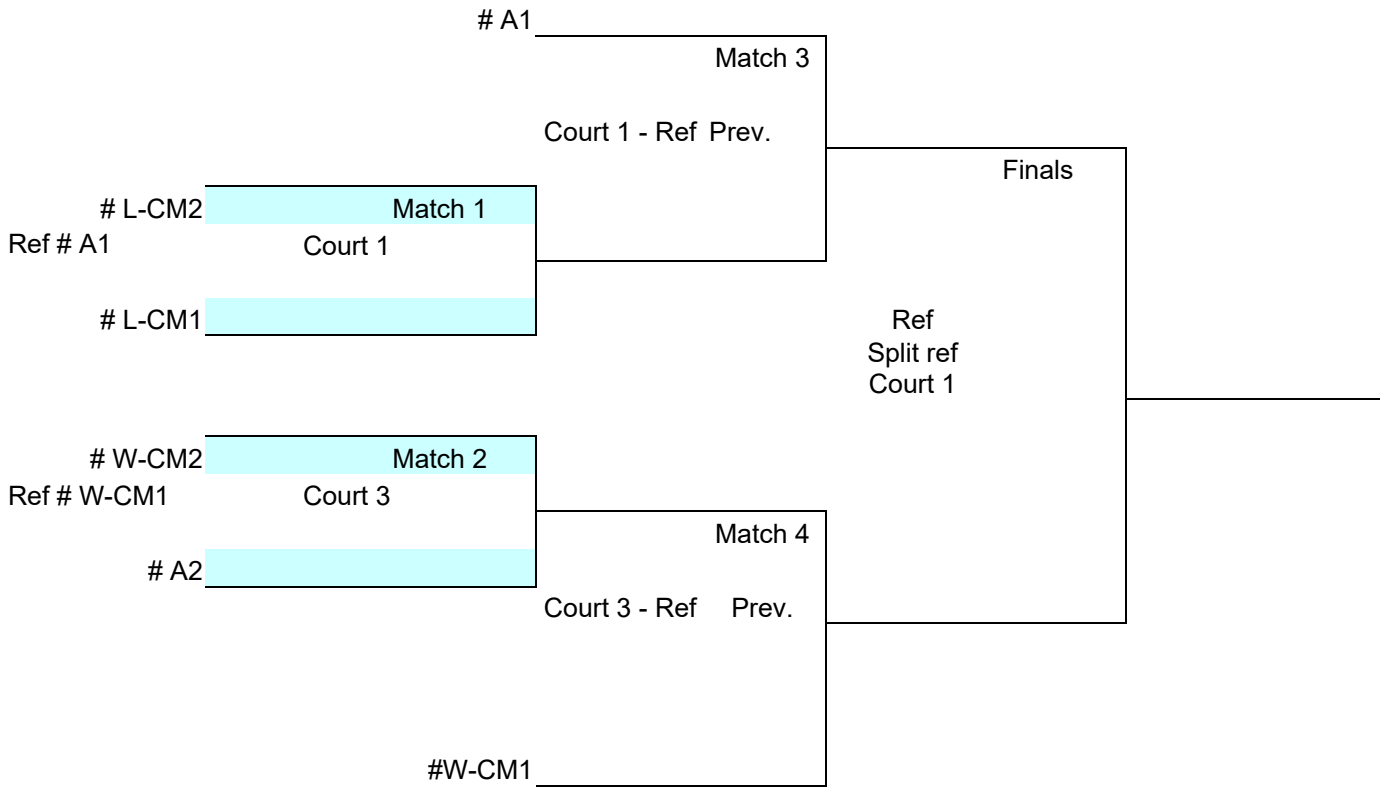 # A1
Match 3
Court 1 - Ref Prev.
Finals
# L-CM2 Match 1
Ref # A1 Court 1
# L-CM1
Ref
Split ref
Court 1
# W-CM2 Match 2
Ref # W-CM1 Court 3
Match 4
# A2
Court 3 - Ref Prev.
#W-CM1